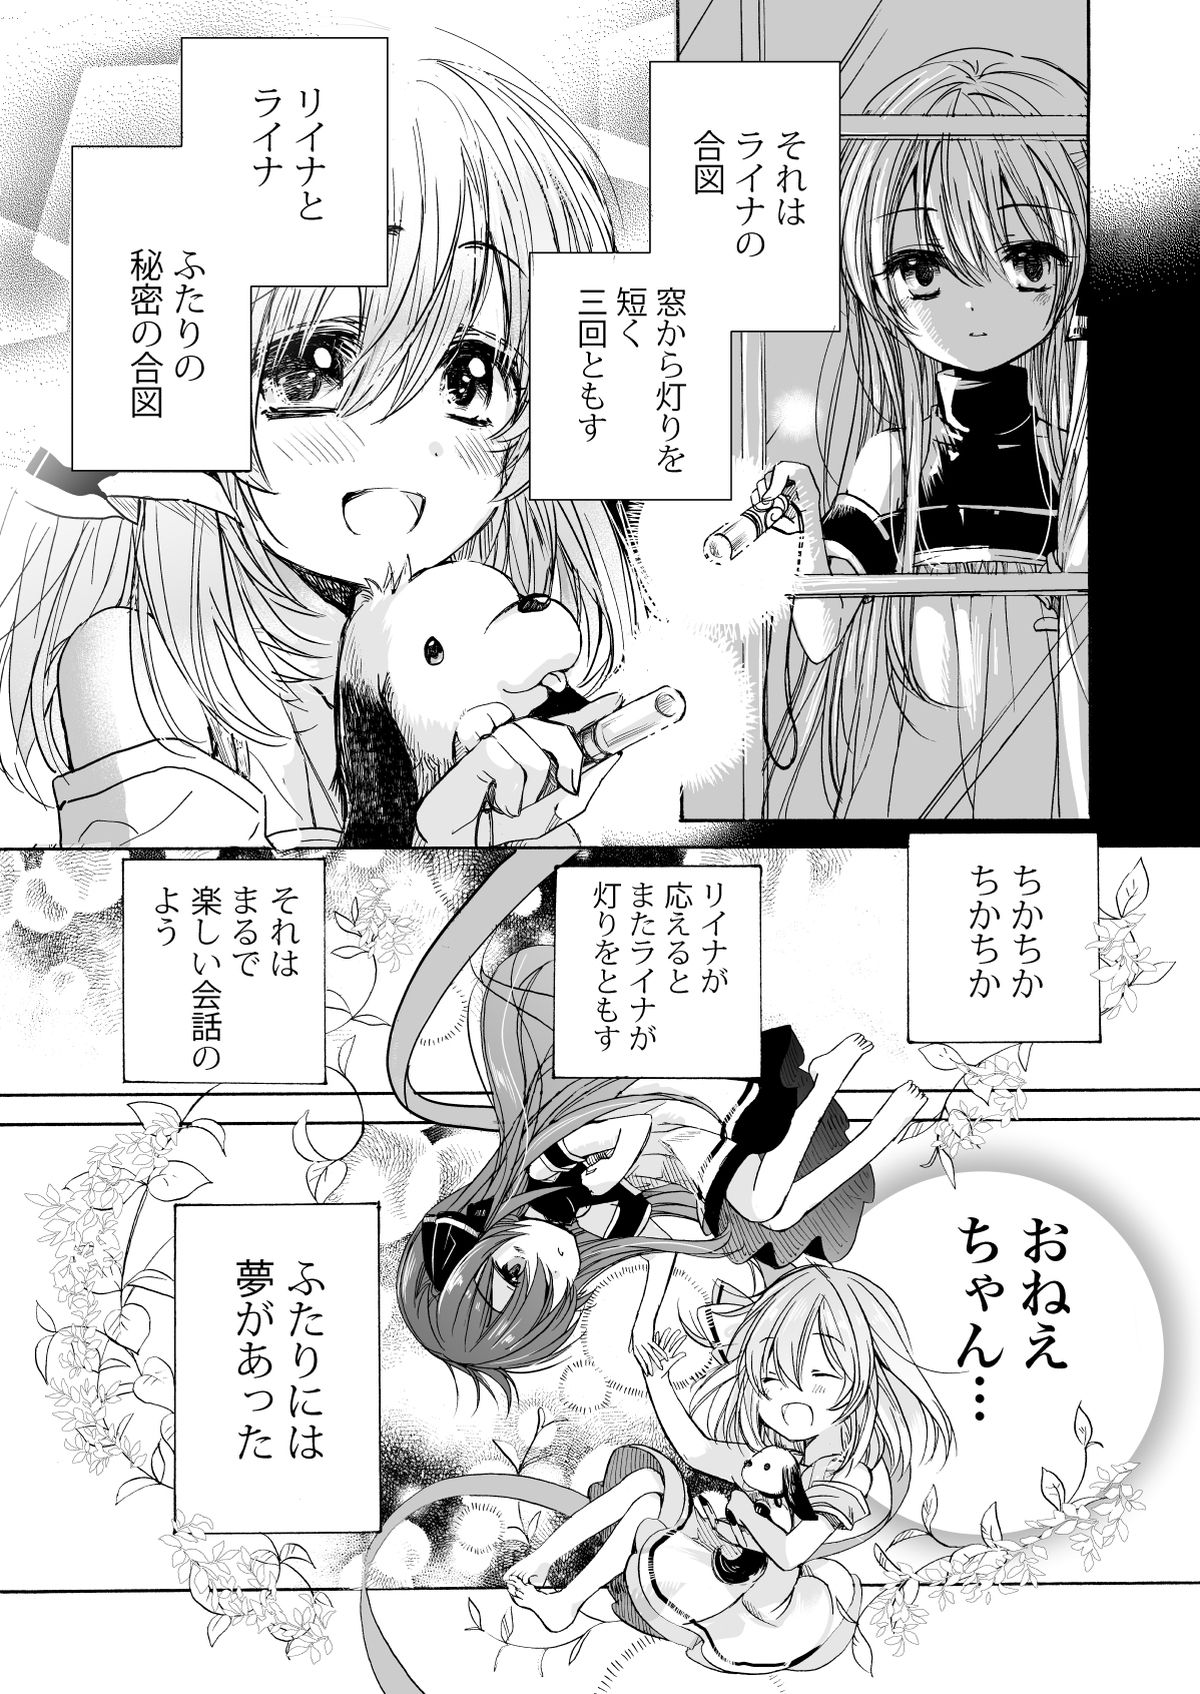 それは
ライナの
合図
窓から灯りを
短く
三回ともす
リイナと
ライナ
ふたりの
秘密の合図
ちかちか
ちかちか
リイナが
応えると
またライナが
灯りをともす
それは
まるで
楽しい会話の
よう
おねえ
ちゃん…
ふたりには
夢があった